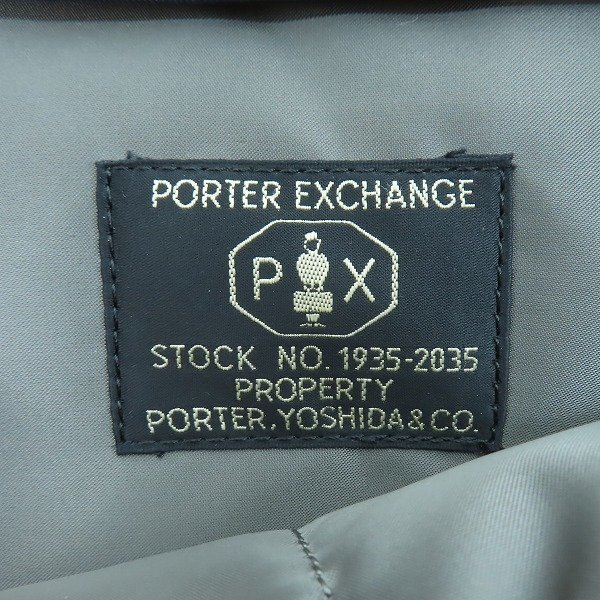 PORTER EXCHANGE
P X
STOCK NO. 1935-2035
PROPERTY
PORTER, YOSHIDA & CO.